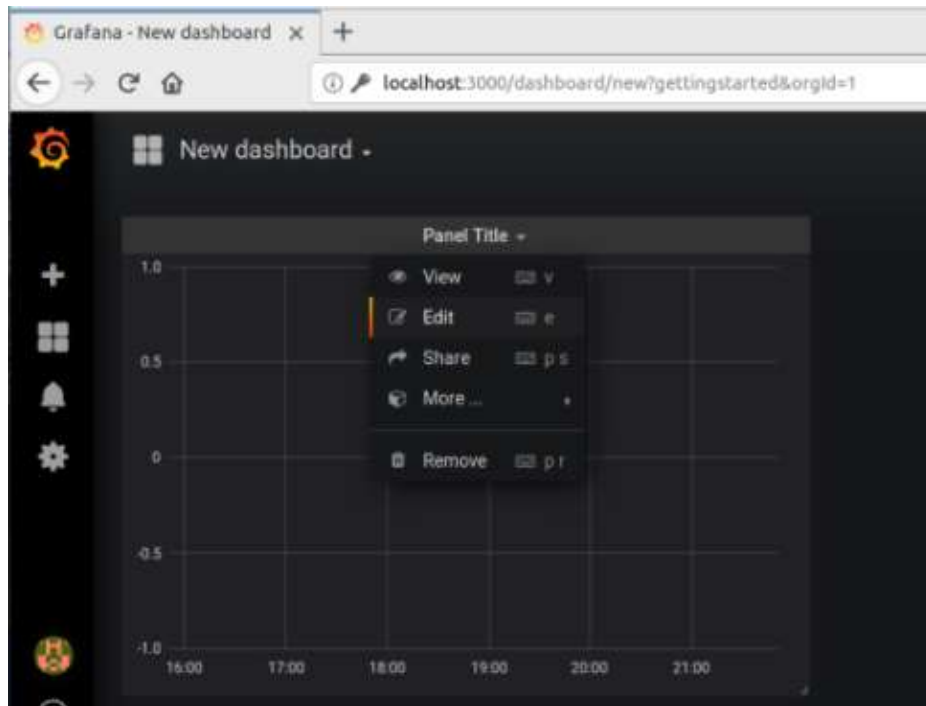 Grafana - New dashboard
localhost:3000/dashboard/new?gettingstarted&orgId=1
New dashboard
Panel Title
1.0
View v
Edit e
0.5
Share p s
More ...
0
Remove p r
-0.5
-1.0
16:00 17:00 18:00 19:00 20:00 21:00